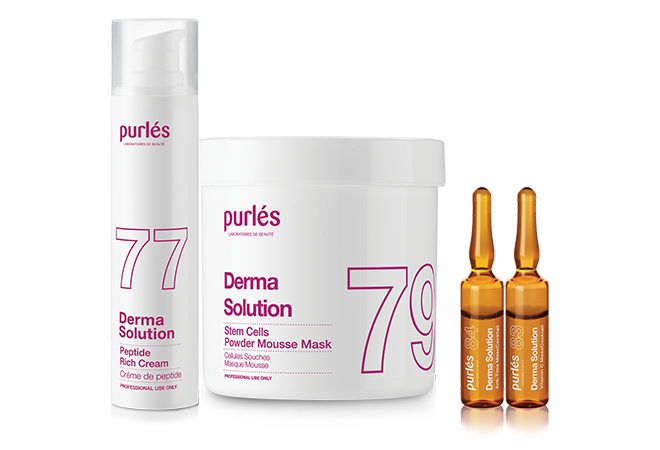 purlés
LABORATOIRES DE BEAUTÉ
77
Derma
Solution
Peptide
Rich Cream
Crème de peptide
PROFESSIONAL USE ONLY
purlés
LABORATOIRES DE BEAUTÉ
79
Derma
Solution
Stem Cells
Powder Mousse Mask
Cellules Souches
Masque Mousse
PROFESSIONAL USE ONLY
purlés 84
Derma Solution
purlés 83
Derma Solution